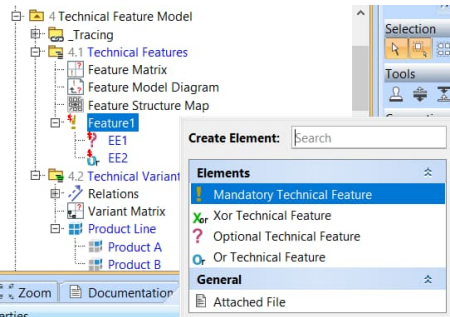 4 Technical Feature Model
_Tracing
4.1 Technical Features
Feature Matrix
Feature Model Diagram
Feature Structure Map
Feature1
EE1
EE2
4.2 Technical Variant
Relations
Variant Matrix
Product Line
Product A
Product B
Zoom
Documentation
Selection
Tools
Create Element:
Search
Elements
Mandatory Technical Feature
Xor Technical Feature
Optional Technical Feature
Or Technical Feature
General
Attached File